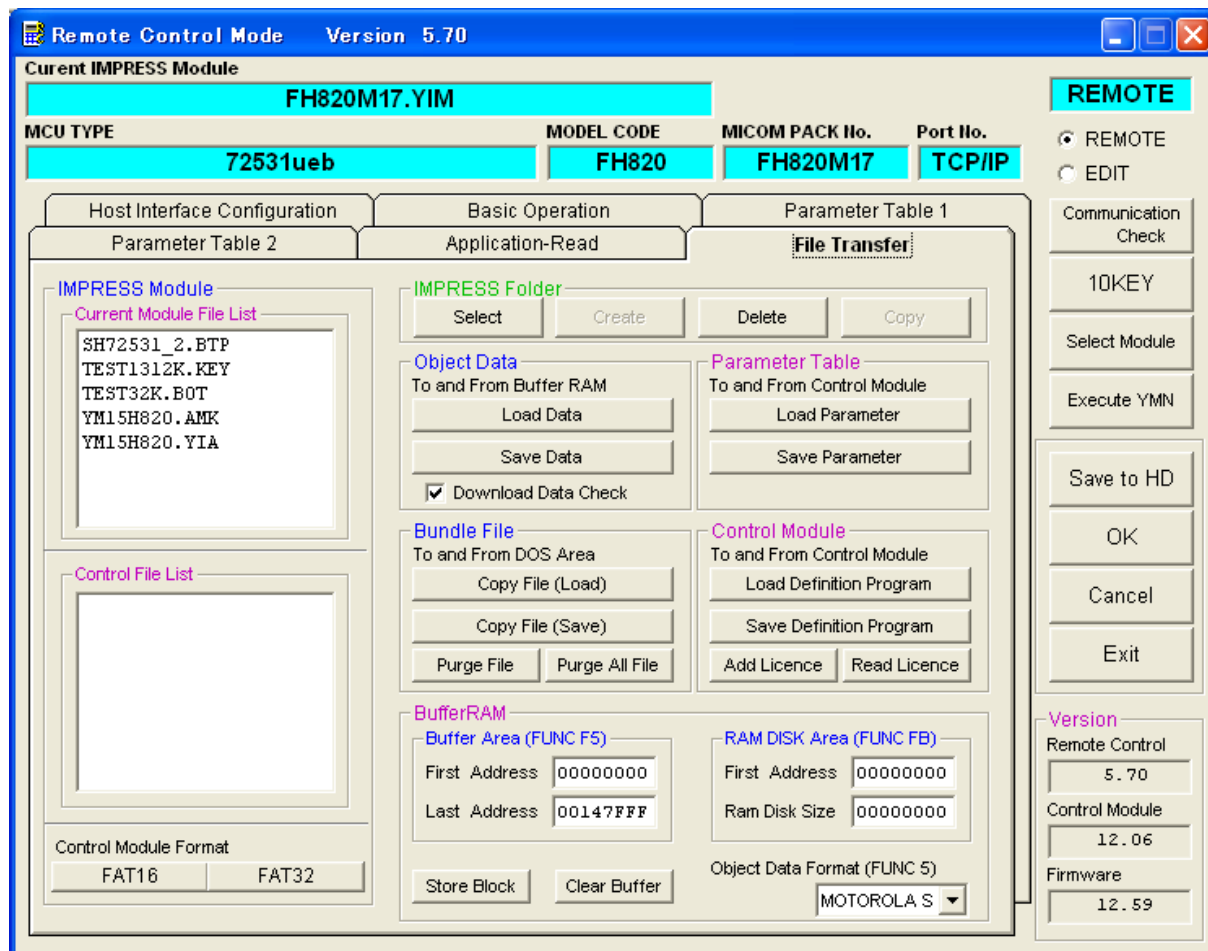 Remote Control Mode Version 5.70
Curent IMPRESS Module
FH820M17.YIM
REMOTE
MCU TYPE
MODEL CODE
MICOM PACK No.
Port No.
72531ueb
FH820
FH820M17
TCP/IP
REMOTE
EDIT
Host Interface Configuration
Basic Operation
Parameter Table 1
Parameter Table 2
Application-Read
File Transfer
IMPRESS Module
Current Module File List
SH72531_2.BTP
TEST1312K.KEY
TEST32K.BOT
YM15H820.AMK
YM15H820.YIA
Control File List
Control Module Format
FAT16
FAT32
IMPRESS Folder
Select
Create
Delete
Copy
Object Data
To and From Buffer RAM
Load Data
Save Data
Download Data Check
Parameter Table
To and From Control Module
Load Parameter
Save Parameter
Bundle File
To and From DOS Area
Copy File (Load)
Copy File (Save)
Purge File
Purge All File
Control Module
To and From Control Module
Load Definition Program
Save Definition Program
Add Licence
Read Licence
BufferRAM
Buffer Area (FUNC F5)
First Address 00000000
Last Address 00147FFF
RAM DISK Area (FUNC FB)
First Address 00000000
Ram Disk Size 00000000
Store Block
Clear Buffer
Object Data Format (FUNC 5)
MOTOROLA S
Communication
Check
10KEY
Select Module
Execute YMN
Save to HD
OK
Cancel
Exit
Version
Remote Control
5.70
Control Module
12.06
Firmware
12.59